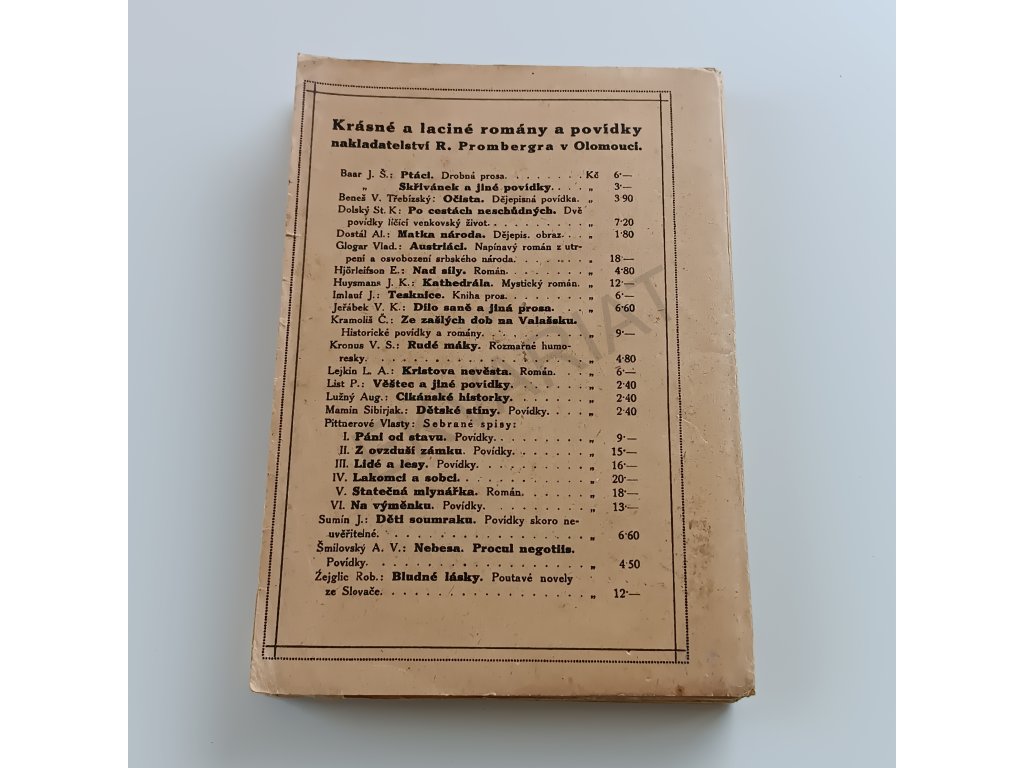 Krásné a laciné romány a povídky
nakladatelství R. Prombergra v Olomouci.
Baar J. Š.: Ptáci. Drobná prosa. . . . . . . . Kč 6·—
„ Skřivánek a jiné povídky. . . . . „ 3·—
Beneš V. Třebízský: Očista. Dějepisná povídka. „ 3·90
Dolský St. K: Po cestách neschůdných. Dvě
povídky líčící venkovský život. . . . . . . . . „ 7·20
Dostál Al.: Matka národa. Dějepis. obraz. . . „ 1·80
Glogar Vlad.: Austriáci. Napínavý román z utr-
pení a osvobození srbského národa. . . . . . . „ 18·—
Hjörleifson E.: Nad síly. Román. . . . . . . . „ 4·80
Huysmans J. K.: Kathedrála. Mystický román. „ 12·—
Imlauf J.: Tesknice. Kniha pros. . . . . . . . „ 6·—
Jeřábek V. K.: Dílo saně a jiná prosa. . . . . „ 6·60
Kramoliš Č.: Ze zašlých dob na Valašsku.
Historické povídky a romány. . . . . . . . . . „ 9·—
Kronus V. S.: Rudé máky. Rozmarné humo-
resky. . . . . . . . . . . . . . . . . . . . „ 4·80
Lejkin L. A.: Kristova nevěsta. Román. . . . „ 6·—
List P.: Věštec a jiné povídky. . . . . . . . „ 2·40
Lužný Aug.: Cikánské historky. . . . . . . . „ 2·40
Mamin Sibirjak.: Dětské stíny. Povídky. . . . „ 2·40
Pittnerové Vlasty: Sebrané spisy:
I. Páni od stavu. Povídky. . . . . . . . . „ 9·—
II. Z ovzduší zámku. Povídky. . . . . . . „ 15·—
III. Lidé a lesy. Povídky. . . . . . . . . . „ 16·—
IV. Lakomci a sobci. . . . . . . . . . . . „ 20·—
V. Statečná mlynářka. Román. . . . . . . „ 18·—
VI. Na výměnku. Povídky. . . . . . . . . „ 13·—
Sumín J.: Děti soumraku. Povídky skoro ne-
uvěřitelné. . . . . . . . . . . . . . . . . . „ 6·60
Šmilovský A. V.: Nebesa. Procul negotiis.
Povídky. . . . . . . . . . . . . . . . . . . „ 4·50
Žejglic Rob.: Bludné lásky. Poutavé novely
ze Slovače. . . . . . . . . . . . . . . . . . „ 12·—